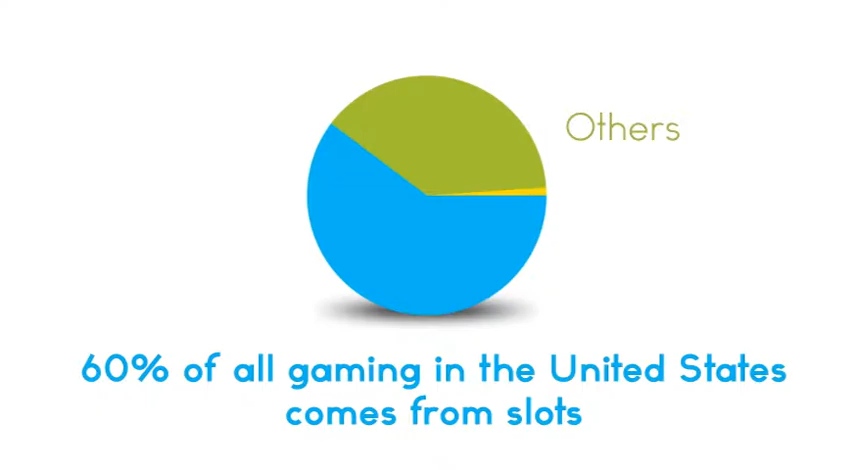 Others
60% of all gaming in the United States
comes from slots